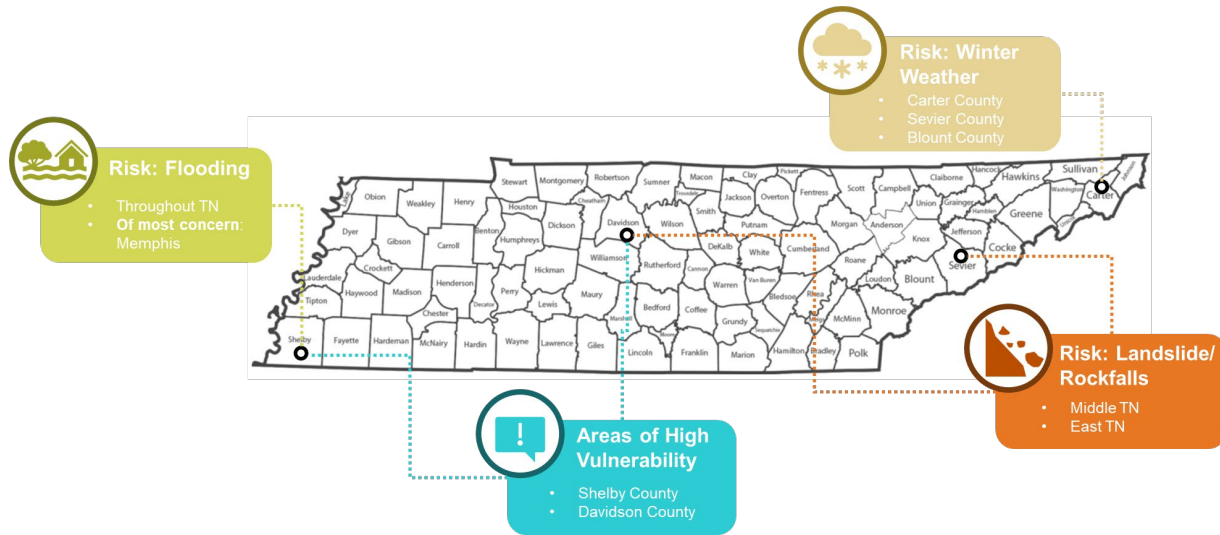 Risk: Winter
Weather
• Carter County
• Sevier County
• Blount County
Risk: Flooding
• Throughout TN
• Of most concern:
Memphis
Lake
Obion
Weakley
Henry
Stewart
Montgomery
Robertson
Sumner
Macon
Trousdale
Clay
Pickett
Fentress
Scott
Campbell
Claiborne
Hancock
Hawkins
Sullivan
Johnson
Carter
Washington
Unicoi
Greene
Hamblen
Grainger
Union
Anderson
Morgan
Overton
Jackson
Smith
Wilson
Davidson
Cheatham
Dickson
Houston
Humphreys
Benton
Carroll
Gibson
Dyer
Lauderdale
Crockett
Haywood
Madison
Henderson
Decator
Perry
Hickman
Williamson
Rutherford
Cannon
DeKalb
Putnam
White
Cumberland
Roane
Knox
Jefferson
Cocke
Sevier
Blount
Loudon
Monroe
McMinn
Meigs
Rhea
Bledsoe
Van Buren
Warren
Coffee
Bedford
Marshall
Maury
Lewis
Chester
Tipton
Shelby
Fayette
Hardeman
McNairy
Hardin
Wayne
Lawrence
Giles
Lincoln
Moore
Franklin
Grundy
Marion
Sequatchie
Hamilton
Bradley
Polk
Risk: Landslide/
Rockfalls
• Middle TN
• East TN
Areas of High
Vulnerability
• Shelby County
• Davidson County